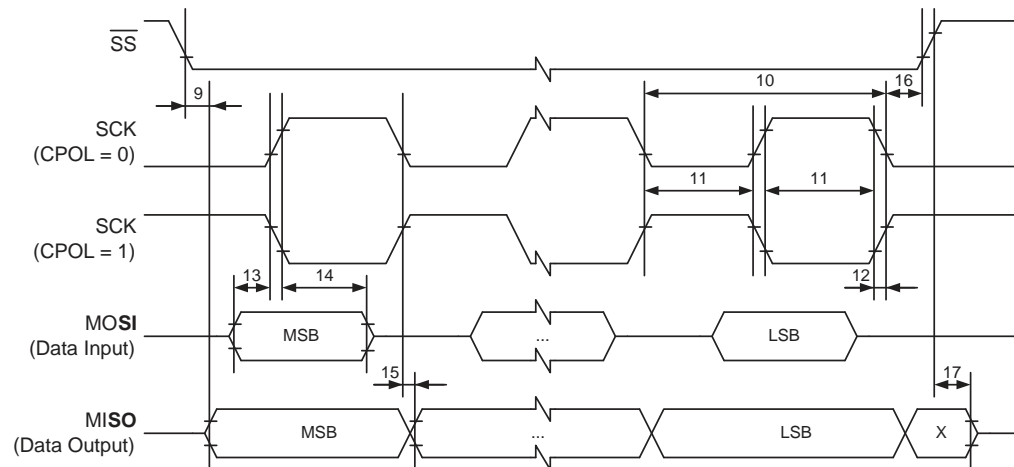 SS
10
9
16
SCK
(CPOL = 0)
11
11
SCK
(CPOL = 1)
13
14
12
MOSI
(Data Input)
MSB
...
LSB
15
17
MISO
(Data Output)
MSB
...
LSB
X